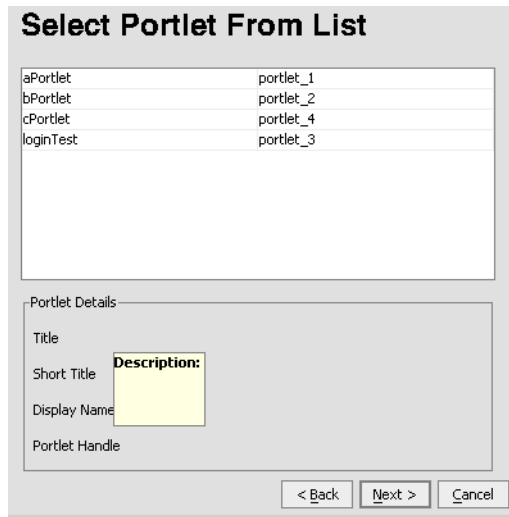 Select Portlet From List
aPortlet portlet_1
bPortlet portlet_2
cPortlet portlet_4
loginTest portlet_3
Portlet Details
Title
Description:
Short Title
Display Name
Portlet Handle
< Back Next > Cancel